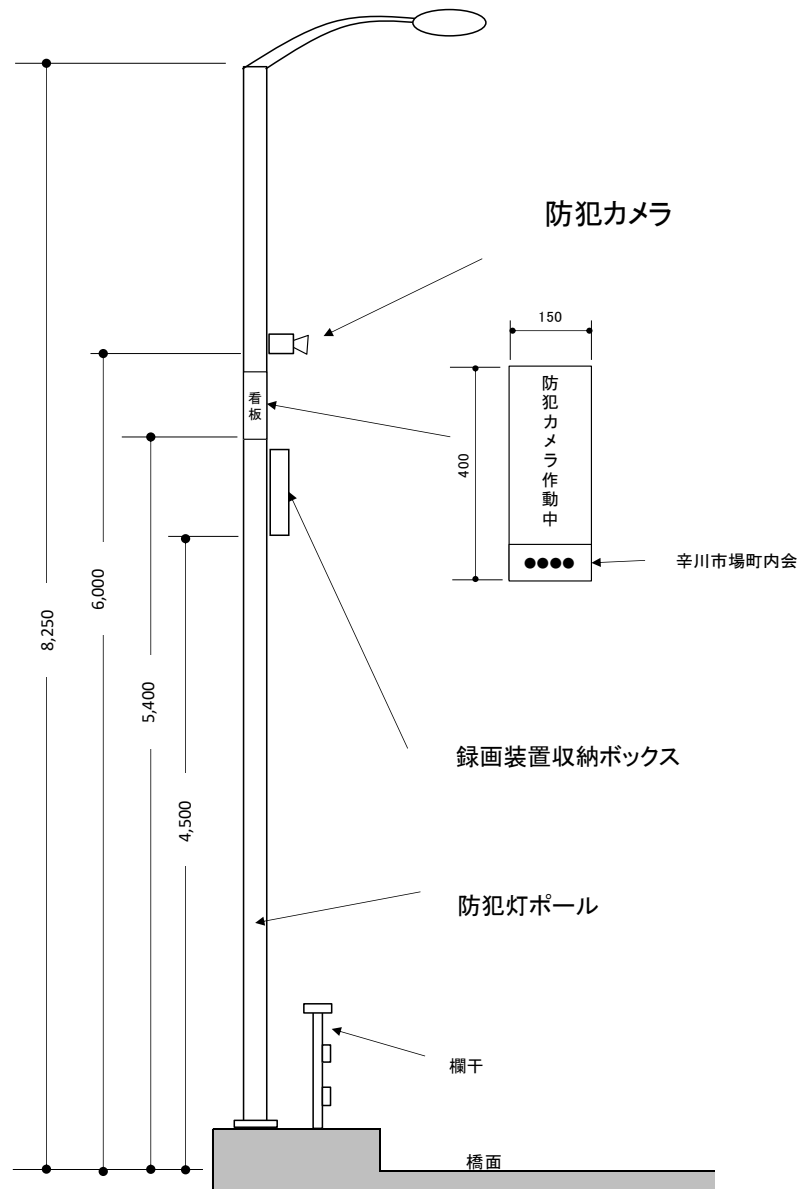 防犯カメラ
150
看板
防犯カメラ作動中
400
●●●●
辛川市場町内会
6,000
8,250
5,400
録画装置収納ボックス
4,500
防犯灯ポール
欄干
橋面